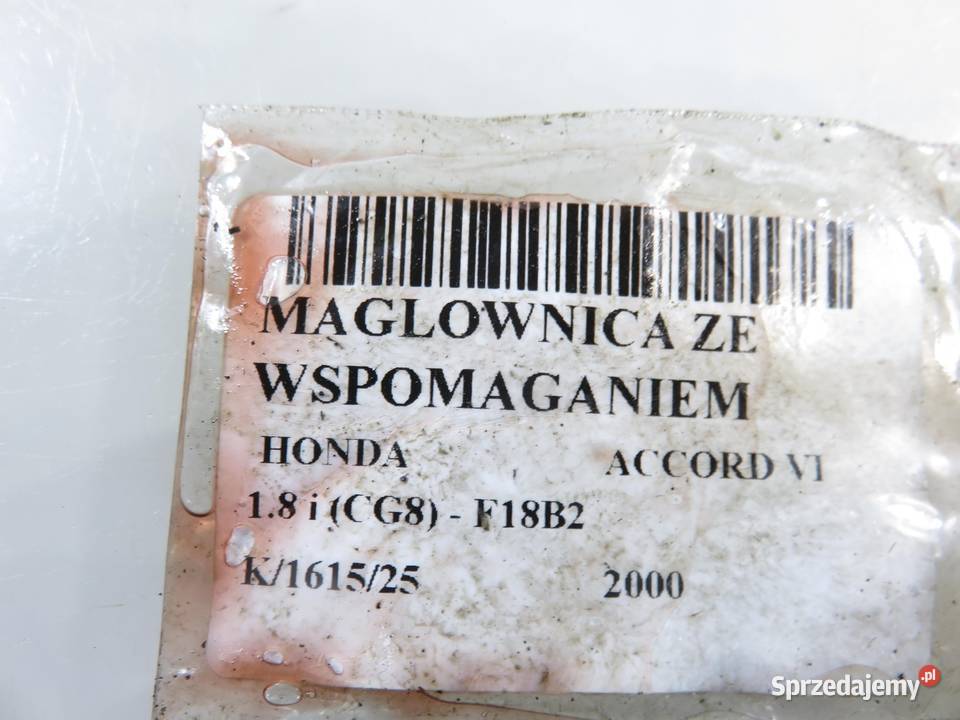 MAGLOWNICA ZE
WSPOMAGANIEM
HONDA ACCORD VI
1.8 i (CG8) - F18B2
K/1615/25 2000
Sprzedajemy.pl